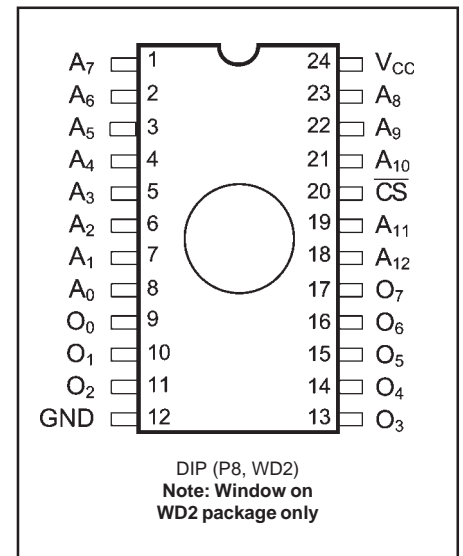 A7 1 24 VCC
A6 2 23 A8
A5 3 22 A9
A4 4 21 A10
A3 5 20 C̅S̅
A2 6 19 A11
A1 7 18 A12
A0 8 17 O7
O0 9 16 O6
O1 10 15 O5
O2 11 14 O4
GND 12 13 O3
DIP (P8, WD2)
Note: Window on
WD2 package only